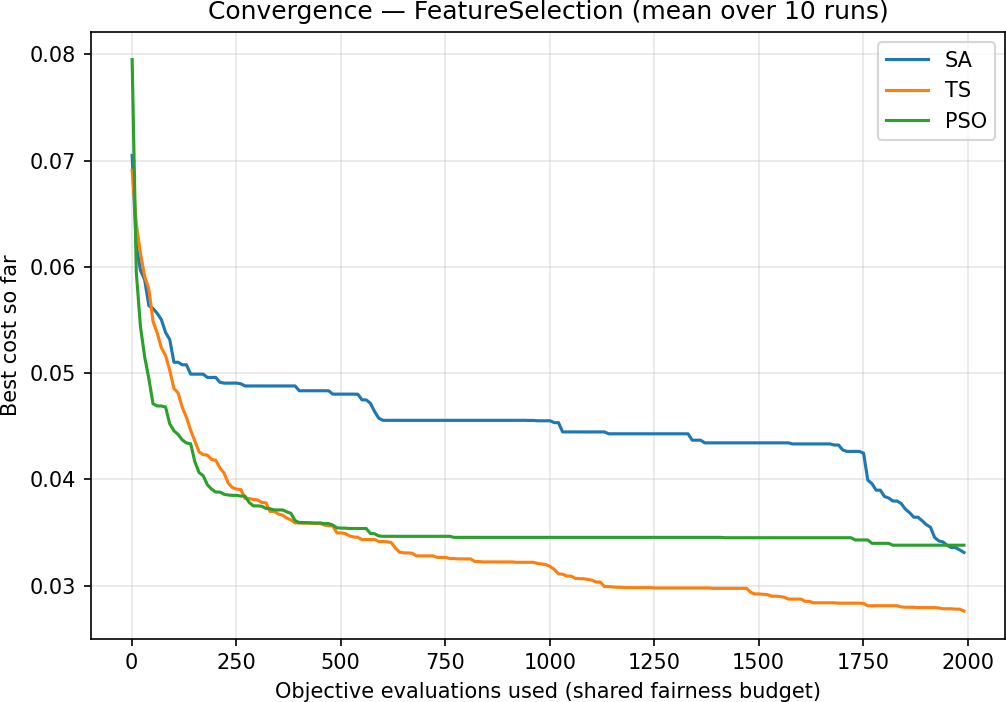 Convergence — FeatureSelection (mean over 10 runs)
Best cost so far
0.08
0.07
0.06
0.05
0.04
0.03
SA
TS
PSO
0 250 500 750 1000 1250 1500 1750 2000
Objective evaluations used (shared fairness budget)